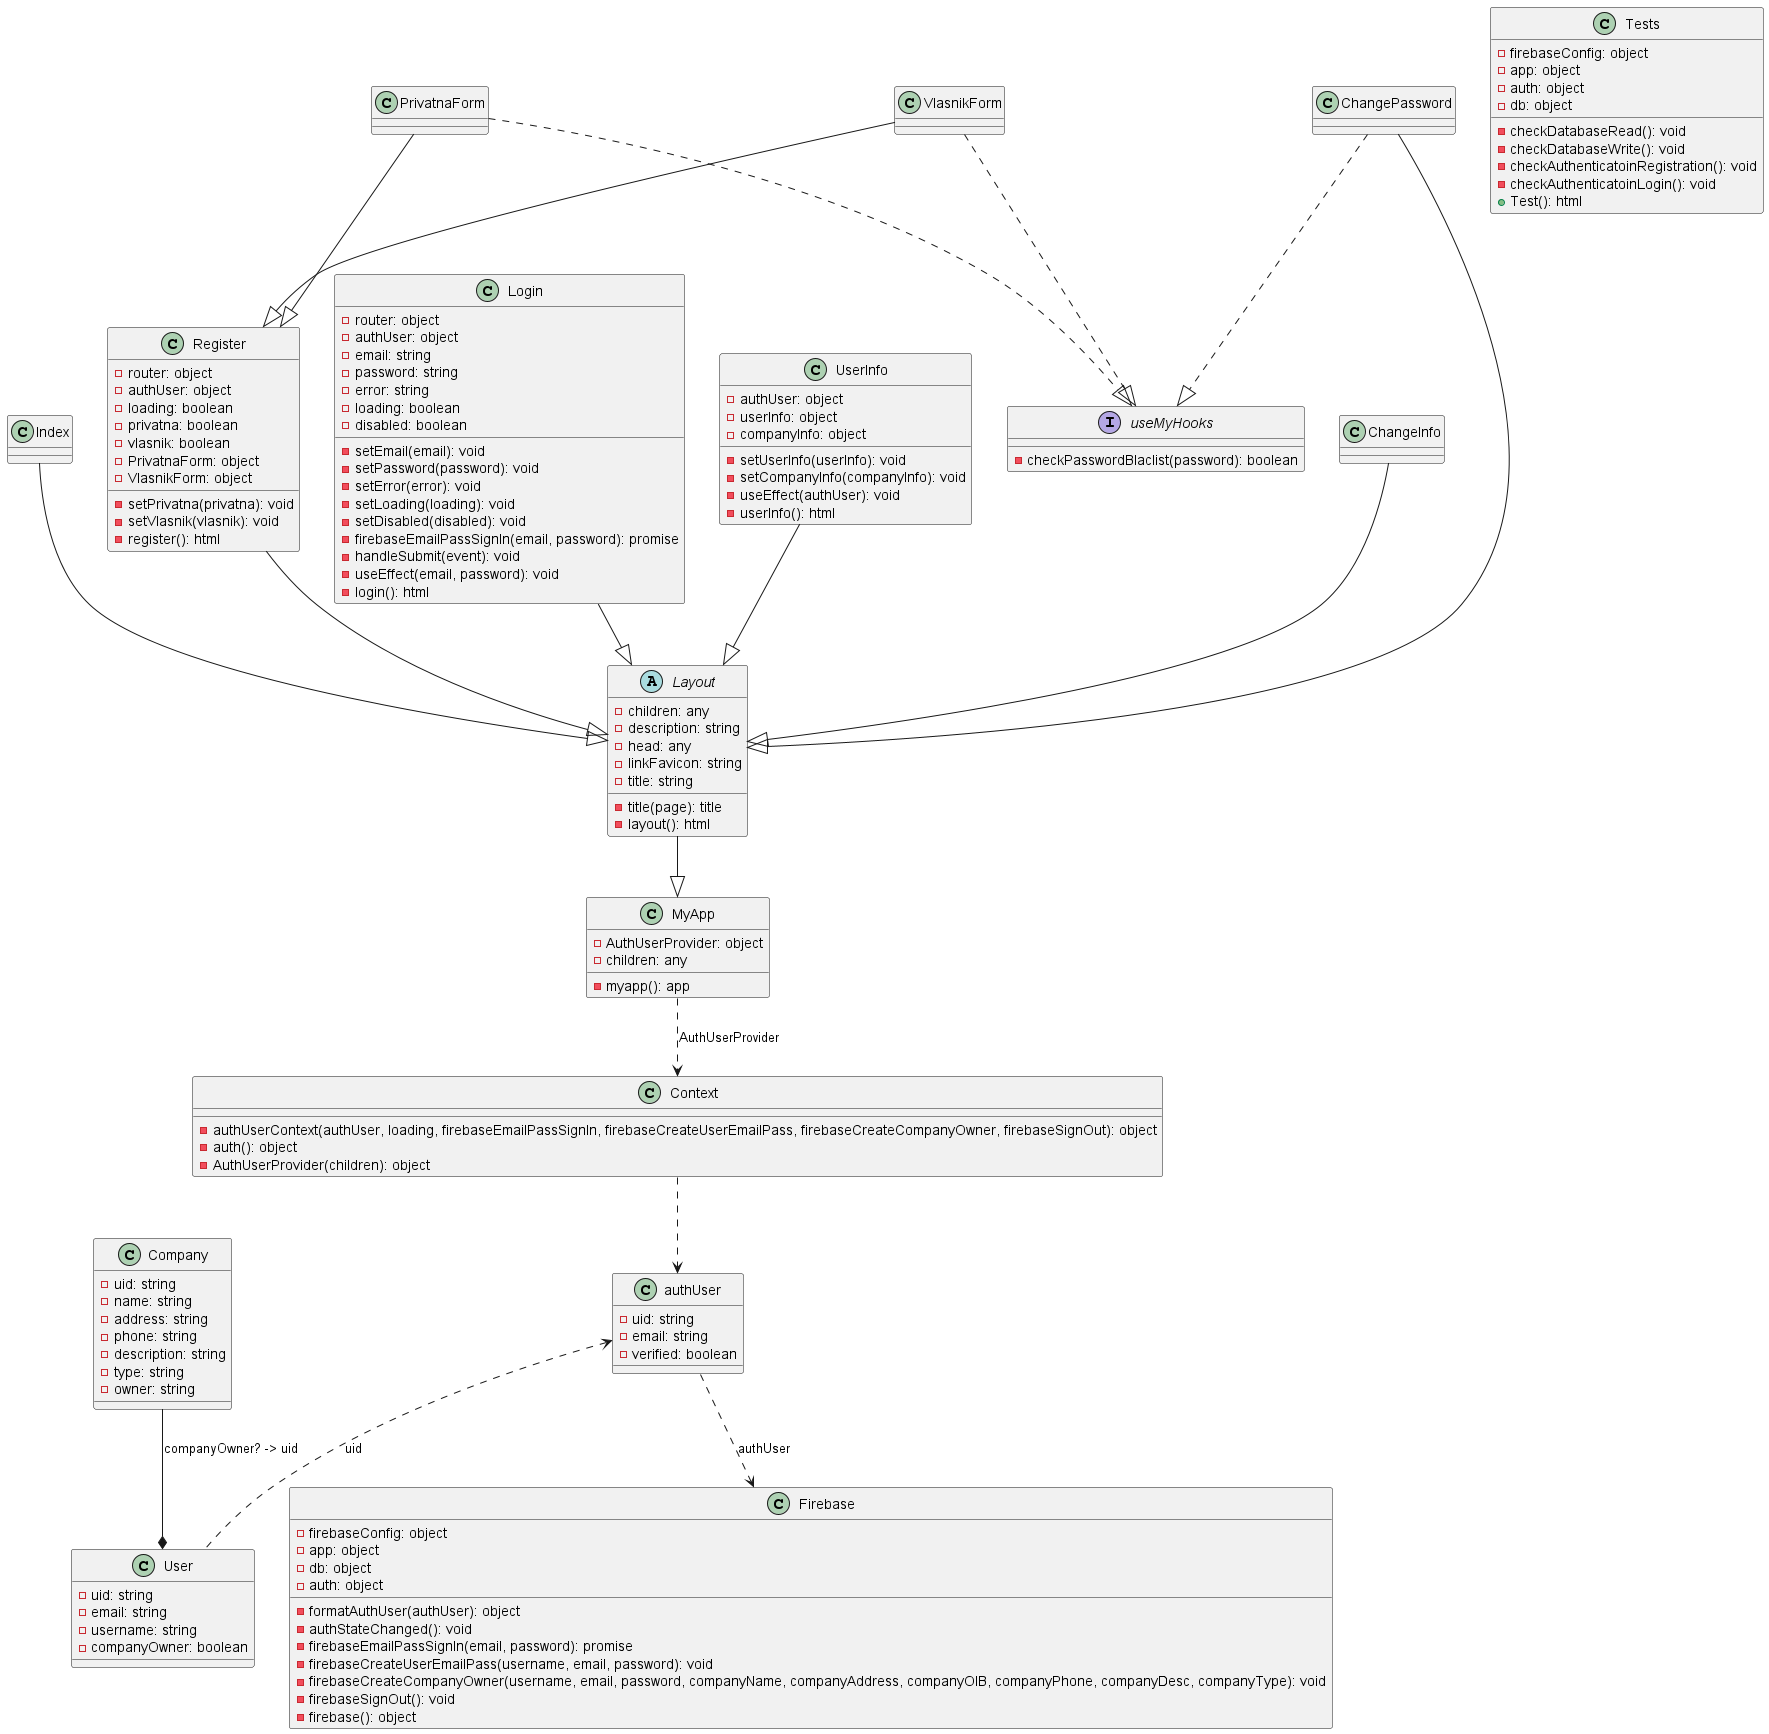 C Tests
firebaseConfig: object
app: object
auth: object
db: object
checkDatabaseRead(): void
checkDatabaseWrite(): void
checkAuthenticatoinRegistration(): void
checkAuthenticatoinLogin(): void
Test(): html
C PrivatnaForm
C VlasnikForm
C ChangePassword
C Register
router: object
authUser: object
loading: boolean
privatna: boolean
vlasnik: boolean
PrivatnaForm: object
VlasnikForm: object
setPrivatna(privatna): void
setVlasnik(vlasnik): void
register(): html
C Login
router: object
authUser: object
email: string
password: string
error: string
loading: boolean
disabled: boolean
setEmail(email): void
setPassword(password): void
setError(error): void
setLoading(loading): void
setDisabled(disabled): void
firebaseEmailPassSignIn(email, password): promise
handleSubmit(event): void
useEffect(email, password): void
login(): html
C UserInfo
authUser: object
userInfo: object
companyInfo: object
setUserInfo(userInfo): void
setCompanyInfo(companyInfo): void
useEffect(authUser): void
userInfo(): html
I useMyHooks
checkPasswordBlaclist(password): boolean
C Index
C ChangeInfo
A Layout
children: any
description: string
head: any
linkFavicon: string
title: string
title(page): title
layout(): html
C MyApp
AuthUserProvider: object
children: any
myapp(): app
AuthUserProvider
C Context
authUserContext(authUser, loading, firebaseEmailPassSignIn, firebaseCreateUserEmailPass, firebaseCreateCompanyOwner, firebaseSignOut): object
auth(): object
AuthUserProvider(children): object
C Company
uid: string
name: string
address: string
phone: string
description: string
type: string
owner: string
C authUser
uid: string
email: string
verified: boolean
companyOwner? -> uid
uid
authUser
C User
uid: string
email: string
username: string
companyOwner: boolean
C Firebase
firebaseConfig: object
app: object
db: object
auth: object
formatAuthUser(authUser): object
authStateChanged(): void
firebaseEmailPassSignIn(email, password): promise
firebaseCreateUserEmailPass(username, email, password): void
firebaseCreateCompanyOwner(username, email, password, companyName, companyAddress, companyOIB, companyPhone, companyDesc, companyType): void
firebaseSignOut(): void
firebase(): object